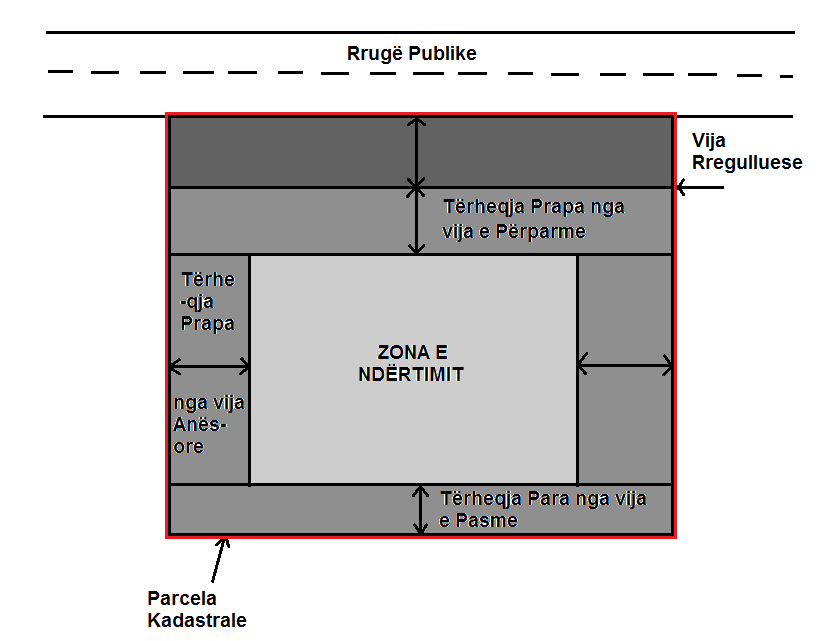 Rrugë Publike
Vija
Rregulluese
Tërheqja Prapa nga
vija e Përparme
Tërhe
-qja
Prapa
nga vija
Anës-
ore
ZONA E
NDËRTIMIT
Tërheqja Para nga vija
e Pasme
Parcela
Kadastrale